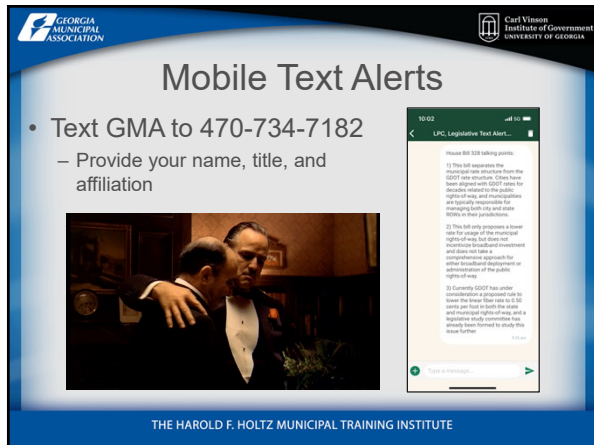 GEORGIA
MUNICIPAL
ASSOCIATION
Carl Vinson
Institute of Government
UNIVERSITY OF GEORGIA
Mobile Text Alerts
• Text GMA to 470-734-7182
– Provide your name, title, and
affiliation
10:02
5G
LPC, Legislative Text Alert...
House Bill 328 talking points:
1) This bill separates the
municipal rate structure from the
GDOT rate structure. Cities have
been aligned with GDOT rates for
decades related to the public
rights-of-way, and municipalities
are typically responsible for
managing both city and state
ROWs in their jurisdictions.
2) This bill only proposes a lower
rate for usage of the municipal
rights-of-way, but does not
incentivize broadband investment
and does not take a
comprehensive approach for
either broadband deployment or
administration of the public
right-of-way.
3) Currently GDOT has under
consideration a proposed rule to
lower the linear fiber rate to 0.50
cents per foot in both the state
and municipal rights-of-way, and a
legislative study committee has
already been formed to study this
issue further.
Type a message...
THE HAROLD F. HOLTZ MUNICIPAL TRAINING INSTITUTE